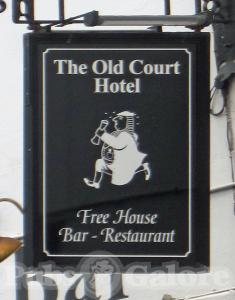 The Old Court
Hotel
Free House
Bar - Restaurant
Pubs Galore